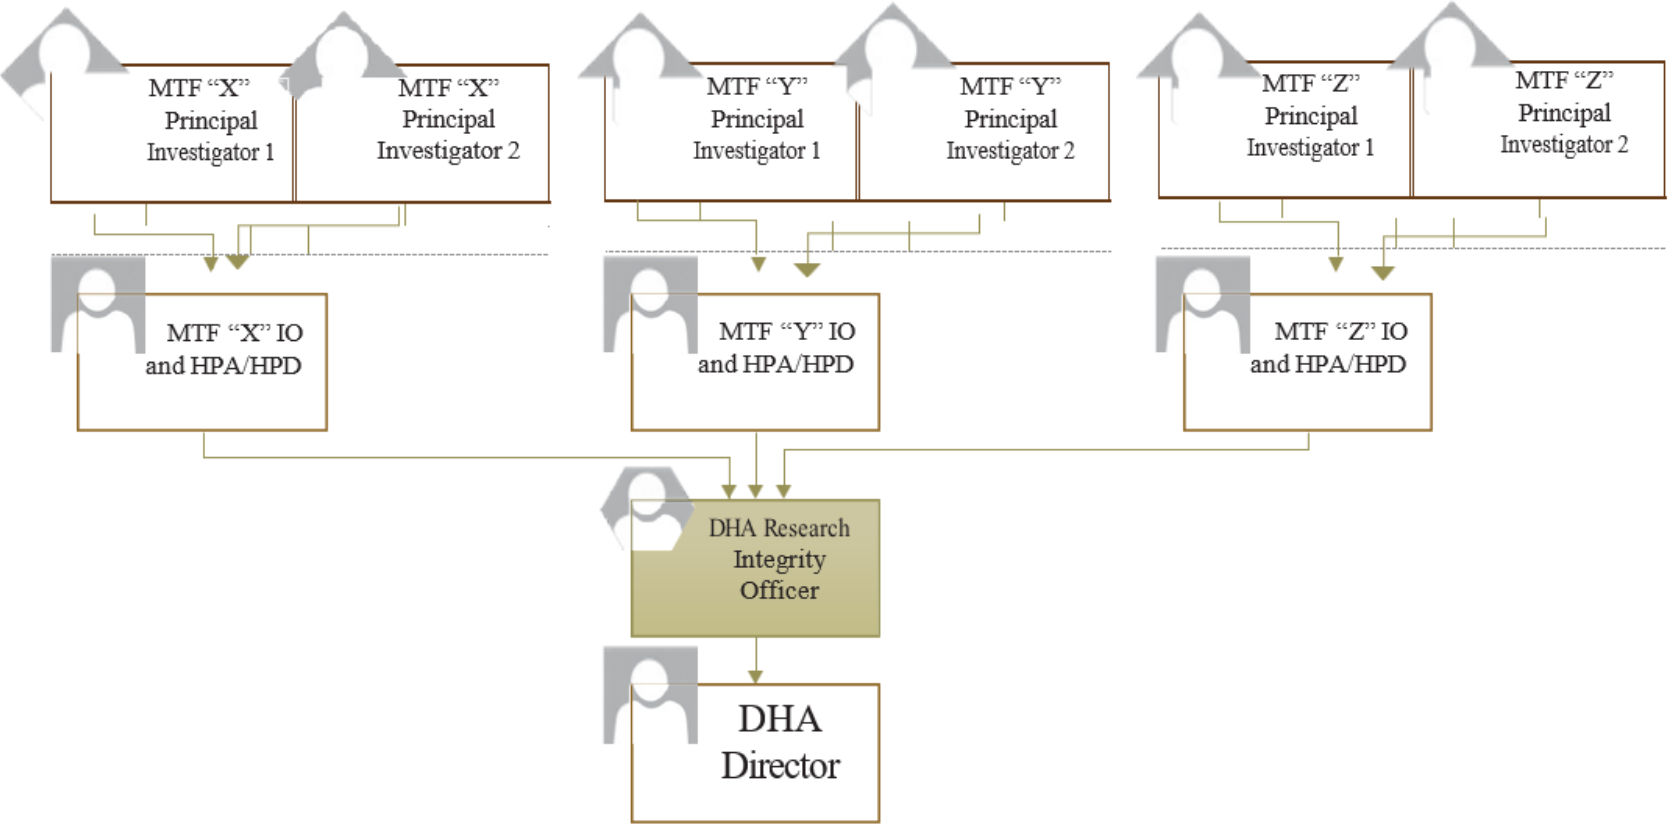 MTF “X”
Principal
Investigator 1
MTF “X”
Principal
Investigator 2
MTF “Y”
Principal
Investigator 1
MTF “Y”
Principal
Investigator 2
MTF “Z”
Principal
Investigator 1
MTF “Z”
Principal
Investigator 2
MTF “X” IO
and HPA/HPD
MTF “Y” IO
and HPA/HPD
MTF “Z” IO
and HPA/HPD
DHA Research
Integrity
Officer
DHA
Director